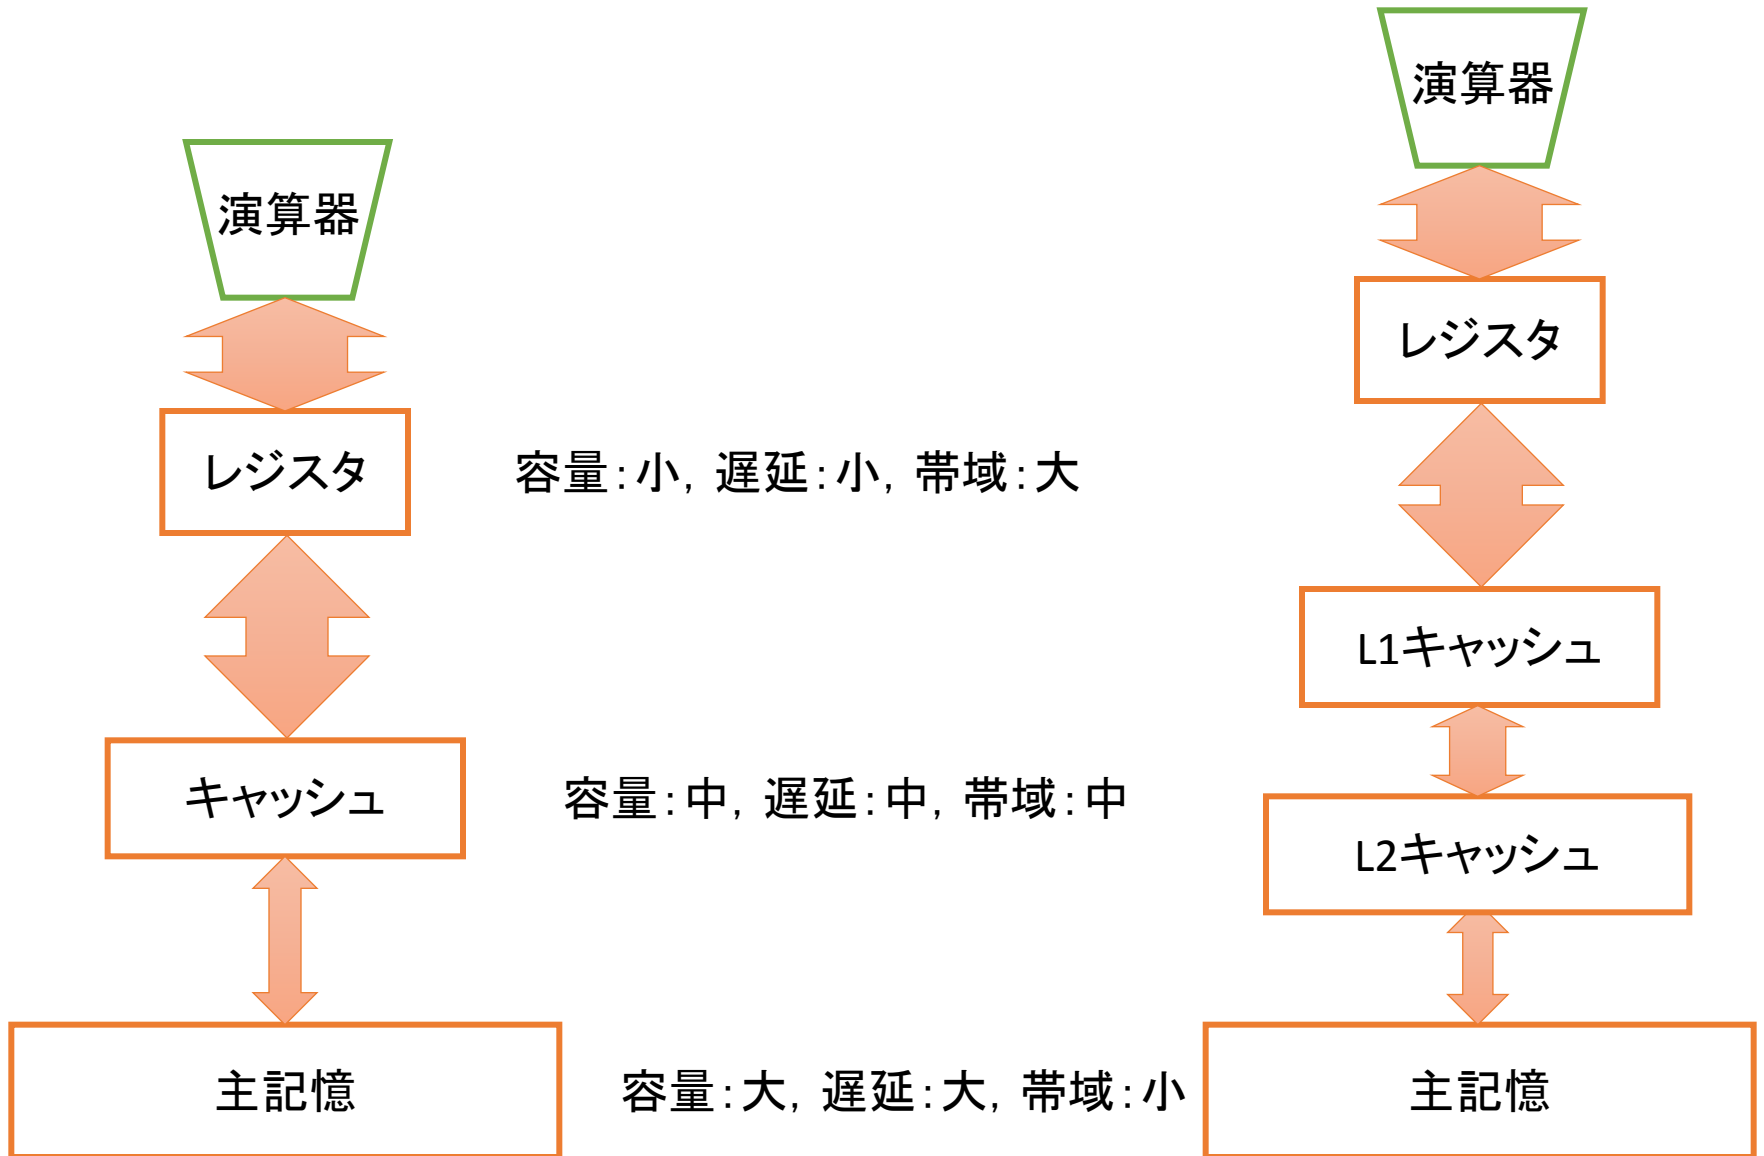 演算器
レジスタ
容量：小，遅延：小，帯域：大
キャッシュ
容量：中，遅延：中，帯域：中
主記憶
容量：大，遅延：大，帯域：小
演算器
レジスタ
L1キャッシュ
L2キャッシュ
主記憶